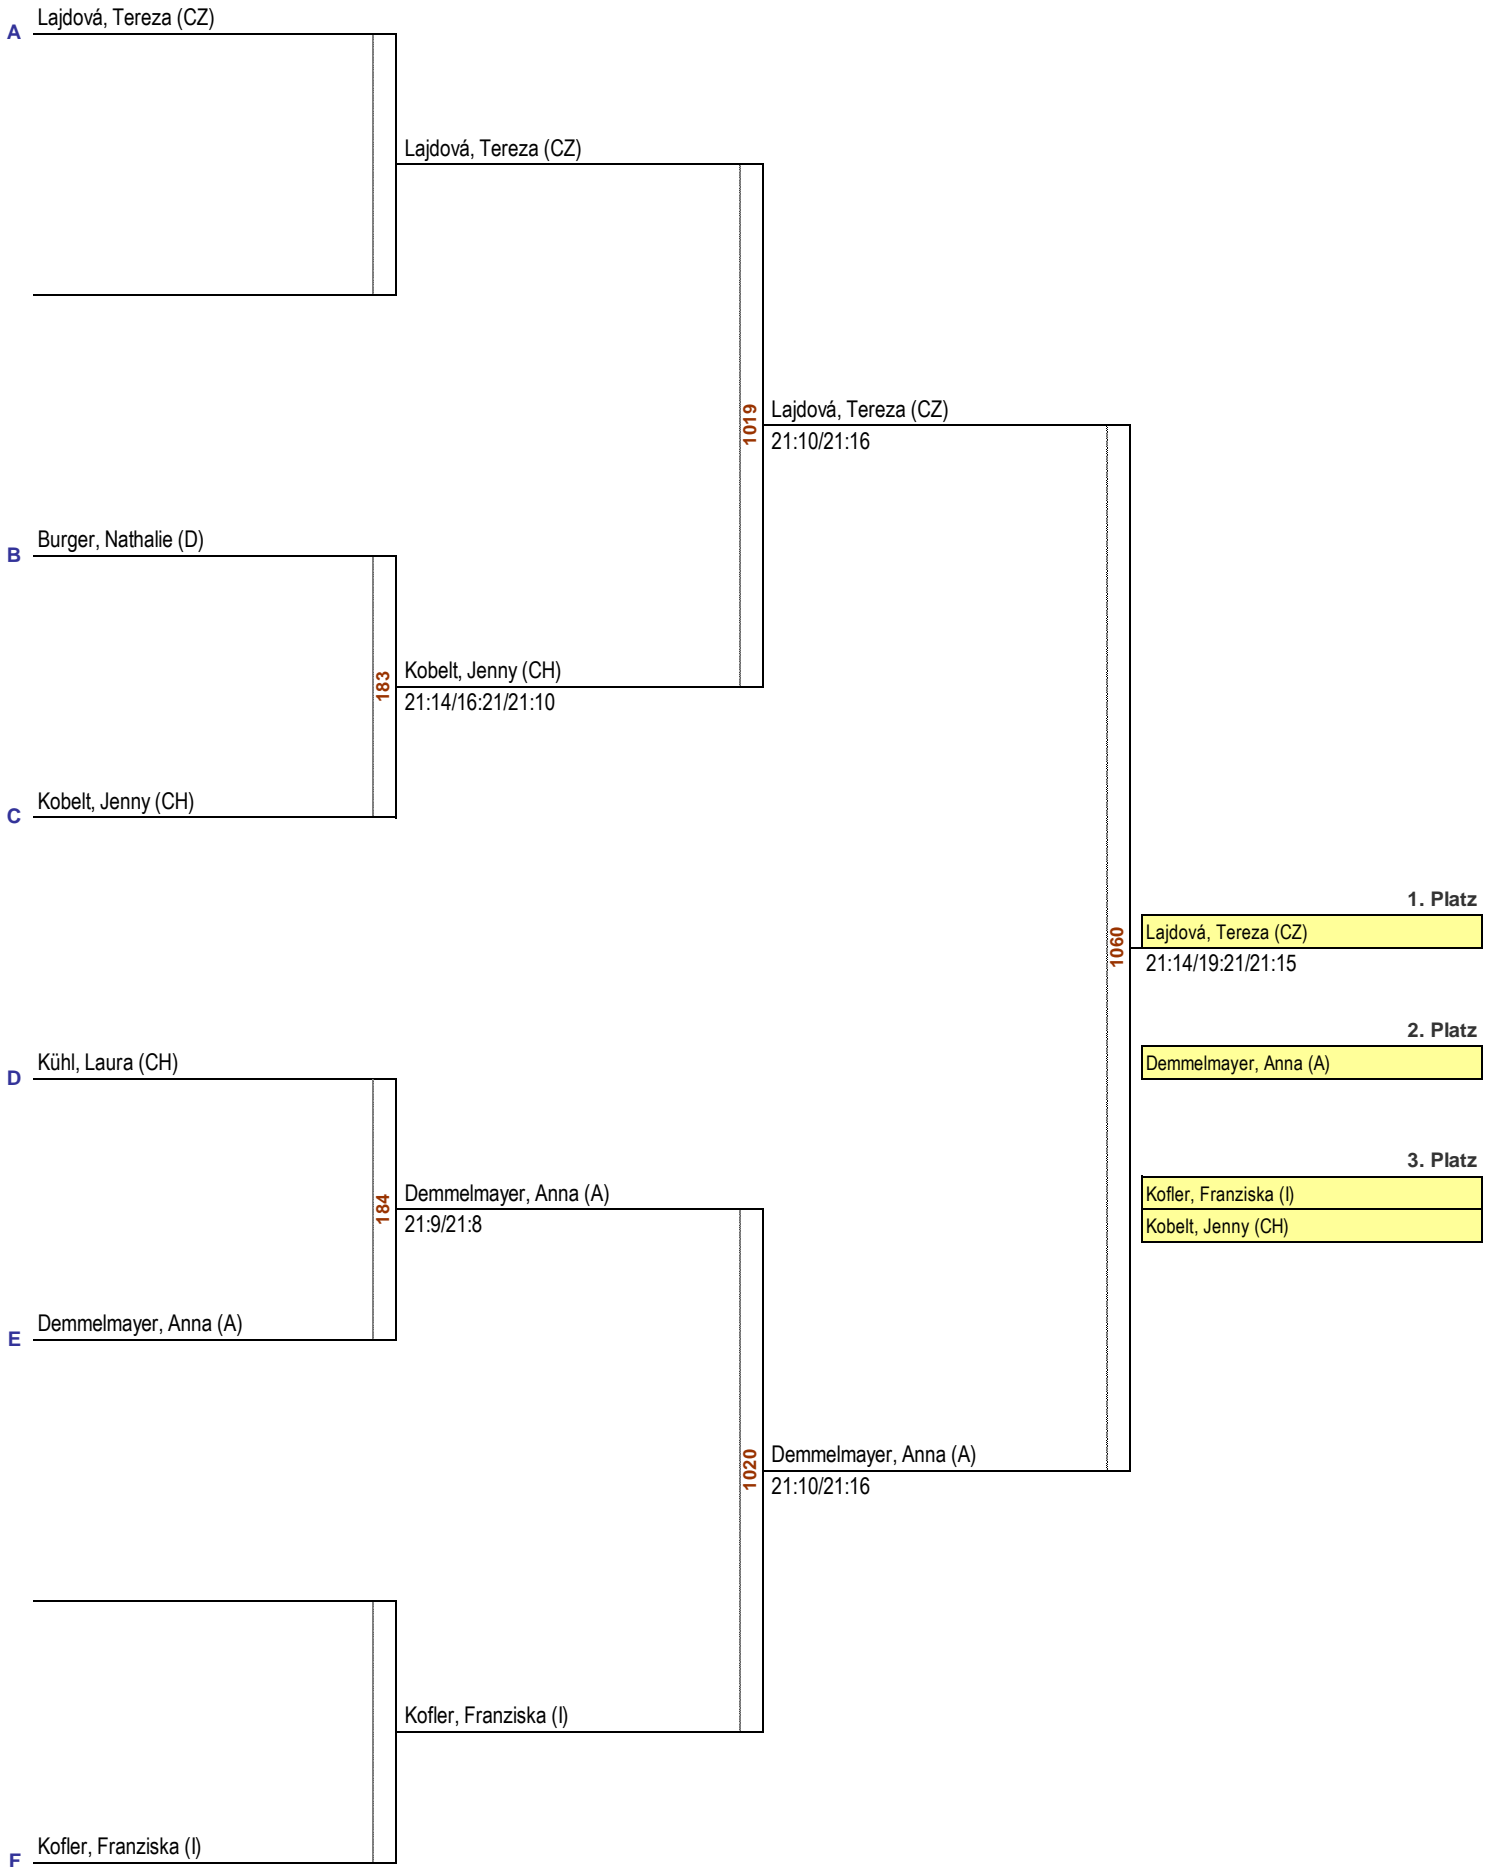 Lajdová, Tereza (CZ)
A
Lajdová, Tereza (CZ)
1019
Lajdová, Tereza (CZ)
21:10/21:16
Burger, Nathalie (D)
B
183
Kobelt, Jenny (CH)
21:14/16:21/21:10
Kobelt, Jenny (CH)
C
1. Platz
1060
Lajdová, Tereza (CZ)
21:14/19:21/21:15
2. Platz
Demmelmayer, Anna (A)
Kühl, Laura (CH)
D
3. Platz
Kofler, Franziska (I)
Kobelt, Jenny (CH)
184
Demmelmayer, Anna (A)
21:9/21:8
Demmelmayer, Anna (A)
E
1020
Demmelmayer, Anna (A)
21:10/21:16
Kofler, Franziska (I)
Kofler, Franziska (I)
F